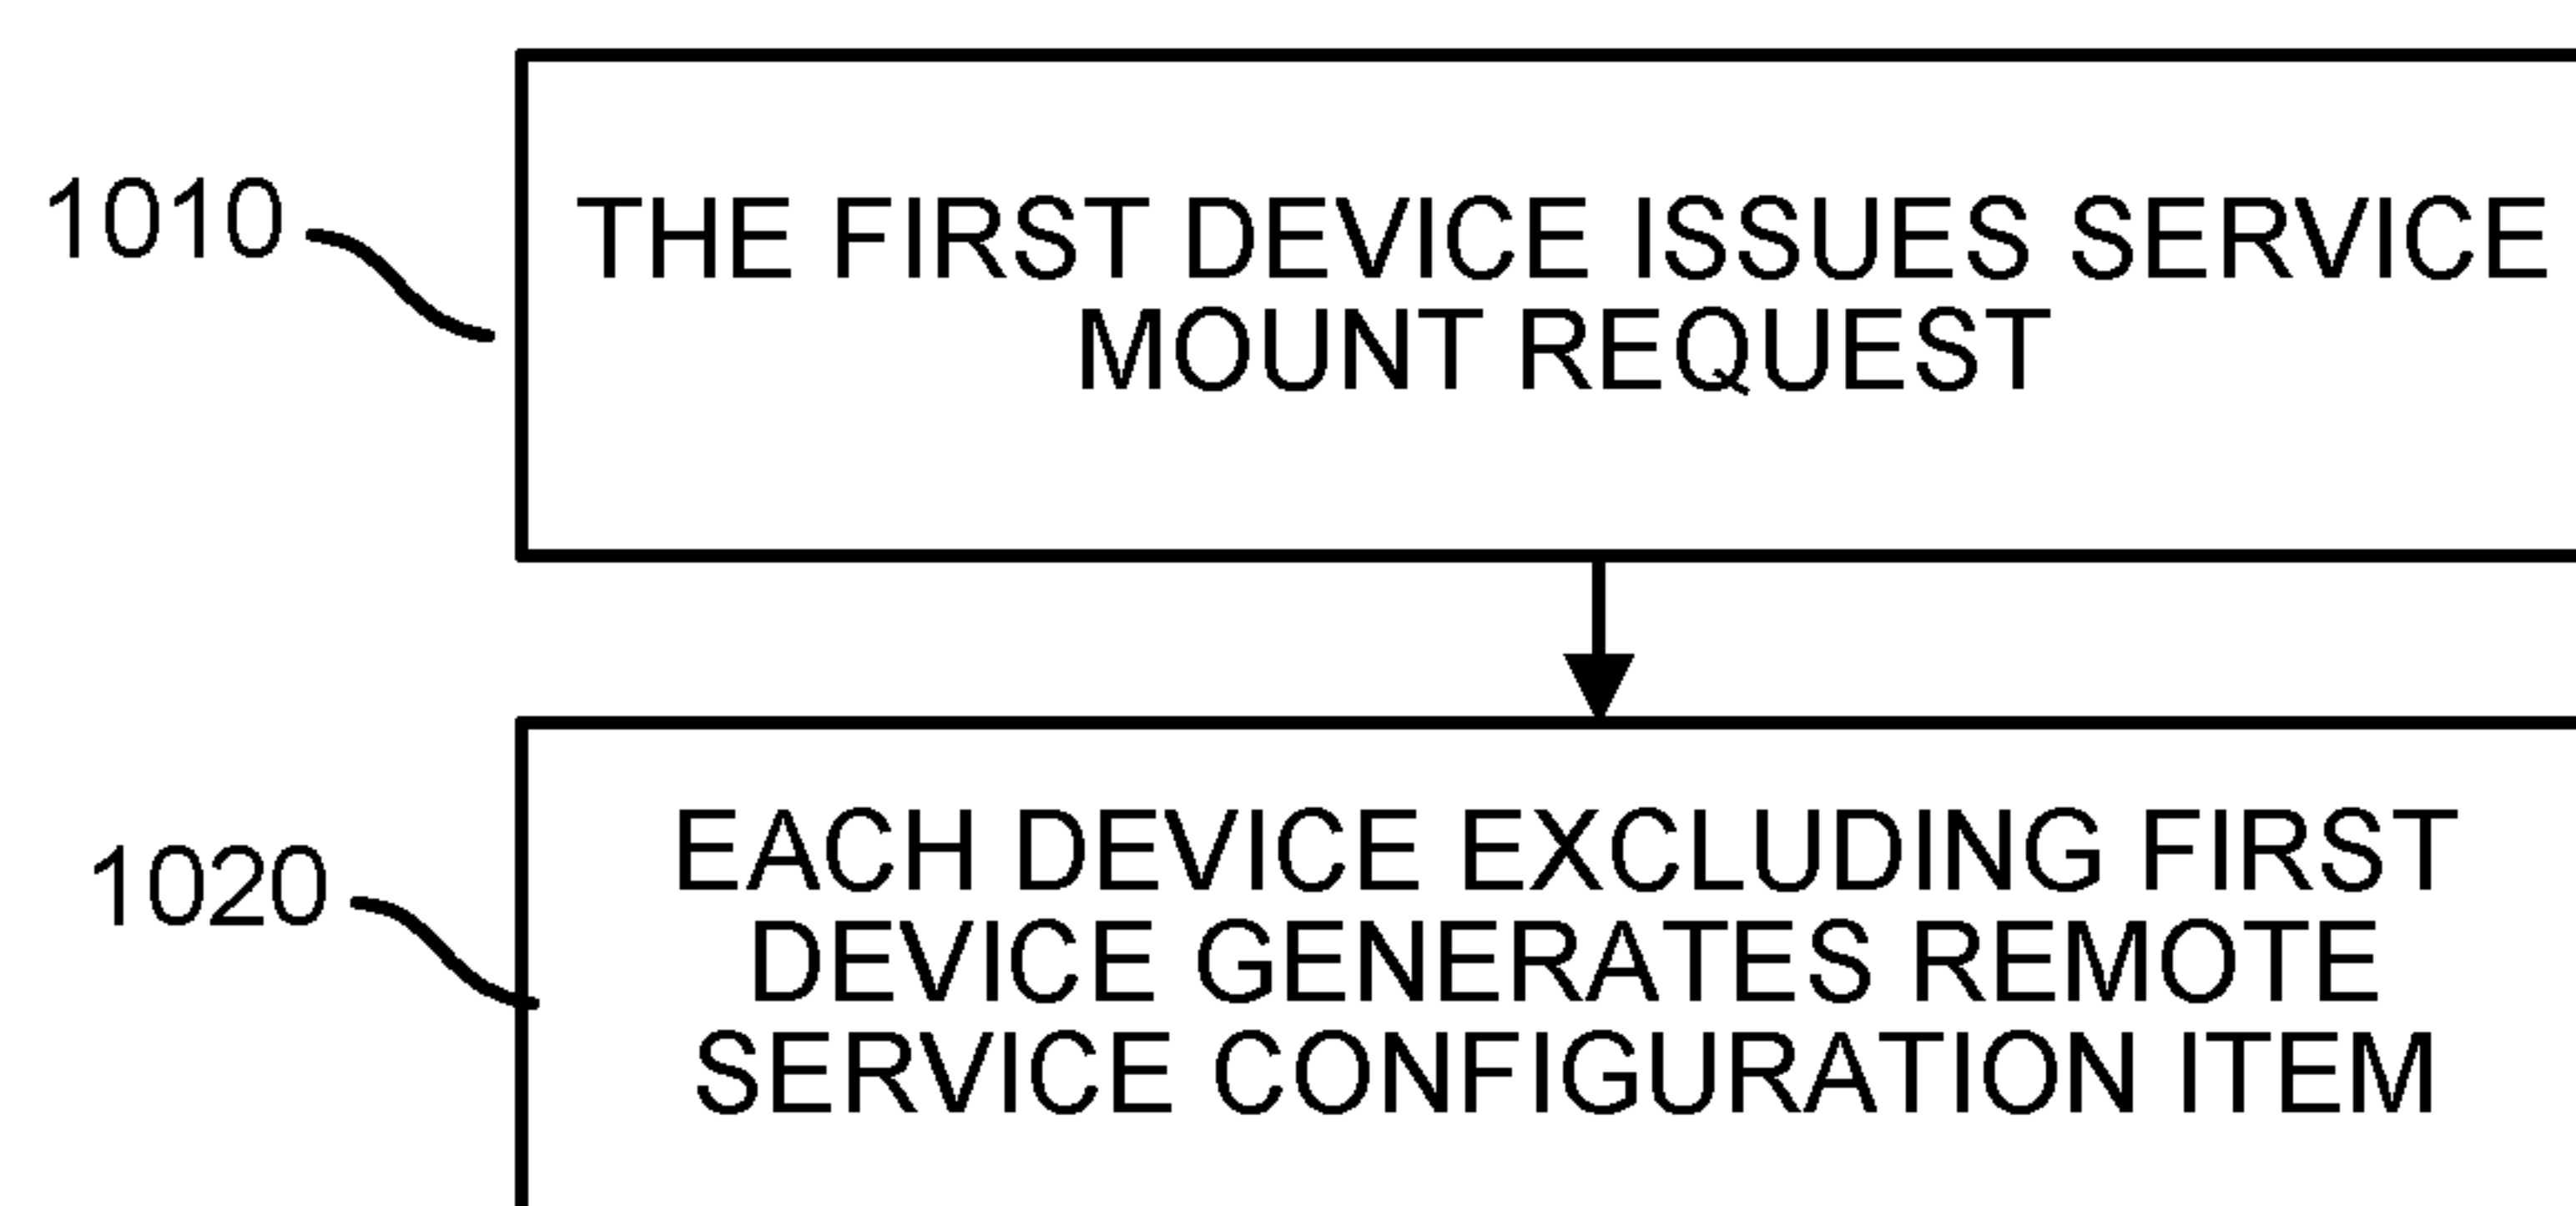 1010
THE FIRST DEVICE ISSUES SERVICE
MOUNT REQUEST
1020
EACH DEVICE EXCLUDING FIRST
DEVICE GENERATES REMOTE
SERVICE CONFIGURATION ITEM